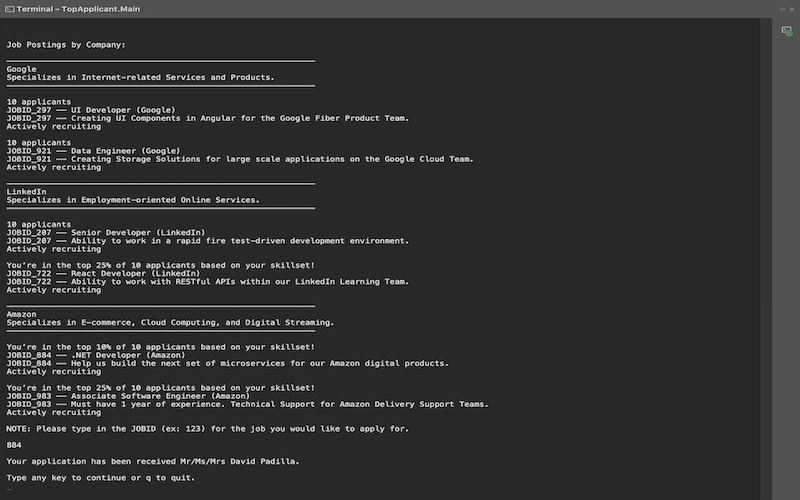 Terminal – TopApplicant.Main
Job Postings by Company:
Google
Specializes in Internet-related Services and Products.
10 applicants
JOBID_297 —— UI Developer (Google)
JOBID_297 —— Creating UI Components in Angular for the Google Fiber Product Team.
Actively recruiting
10 applicants
JOBID_921 —— Data Engineer (Google)
JOBID_921 —— Creating Storage Solutions for large scale applications on the Google Cloud Team.
Actively recruiting
LinkedIn
Specializes in Employment-oriented Online Services.
10 applicants
JOBID_207 —— Senior Developer (LinkedIn)
JOBID_207 —— Ability to work in a rapid fire test-driven development environment.
Actively recruiting
You're in the top 25% of 10 applicants based on your skillset!
JOBID_722 —— React Developer (LinkedIn)
JOBID_722 —— Ability to work with RESTful APIs within our LinkedIn Learning Team.
Actively recruiting
Amazon
Specializes in E-commerce, Cloud Computing, and Digital Streaming.
You're in the top 10% of 10 applicants based on your skillset!
JOBID_884 —— .NET Developer (Amazon)
JOBID_884 —— Help us build the next set of microservices for our Amazon digital products.
Actively recruiting
You're in the top 25% of 10 applicants based on your skillset!
JOBID_983 —— Associate Software Engineer (Amazon)
JOBID_983 —— Must have 1 year of experience. Technical Support for Amazon Delivery Support Teams.
Actively recruiting
NOTE: Please type in the JOBID (ex: 123) for the job you would like to apply for.
884
Your application has been received Mr/Ms/Mrs David Padilla.
Type any key to continue or q to quit.